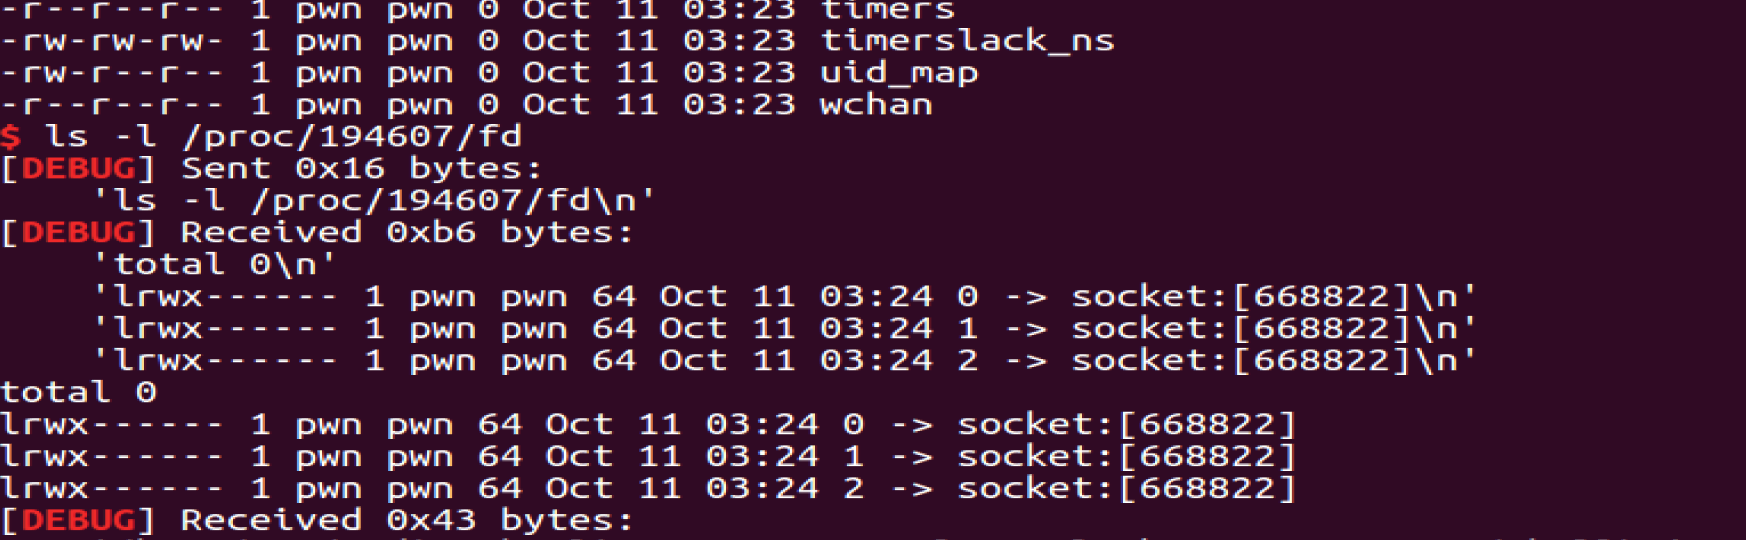 -r--r--r-- 1 pwn pwn 0 Oct 11 03:23 timers
-rw-rw-rw- 1 pwn pwn 0 Oct 11 03:23 timerslack_ns
-rw-r--r-- 1 pwn pwn 0 Oct 11 03:23 uid_map
-r--r--r-- 1 pwn pwn 0 Oct 11 03:23 wchan
$ ls -l /proc/194607/fd
[DEBUG] Sent 0x16 bytes:
'ls -l /proc/194607/fd\n'
[DEBUG] Received 0xb6 bytes:
'total 0\n'
'lrwx------ 1 pwn pwn 64 Oct 11 03:24 0 -> socket:[668822]\n'
'lrwx------ 1 pwn pwn 64 Oct 11 03:24 1 -> socket:[668822]\n'
'lrwx------ 1 pwn pwn 64 Oct 11 03:24 2 -> socket:[668822]\n'
total 0
lrwx------ 1 pwn pwn 64 Oct 11 03:24 0 -> socket:[668822]
lrwx------ 1 pwn pwn 64 Oct 11 03:24 1 -> socket:[668822]
lrwx------ 1 pwn pwn 64 Oct 11 03:24 2 -> socket:[668822]
[DEBUG] Received 0x43 bytes: